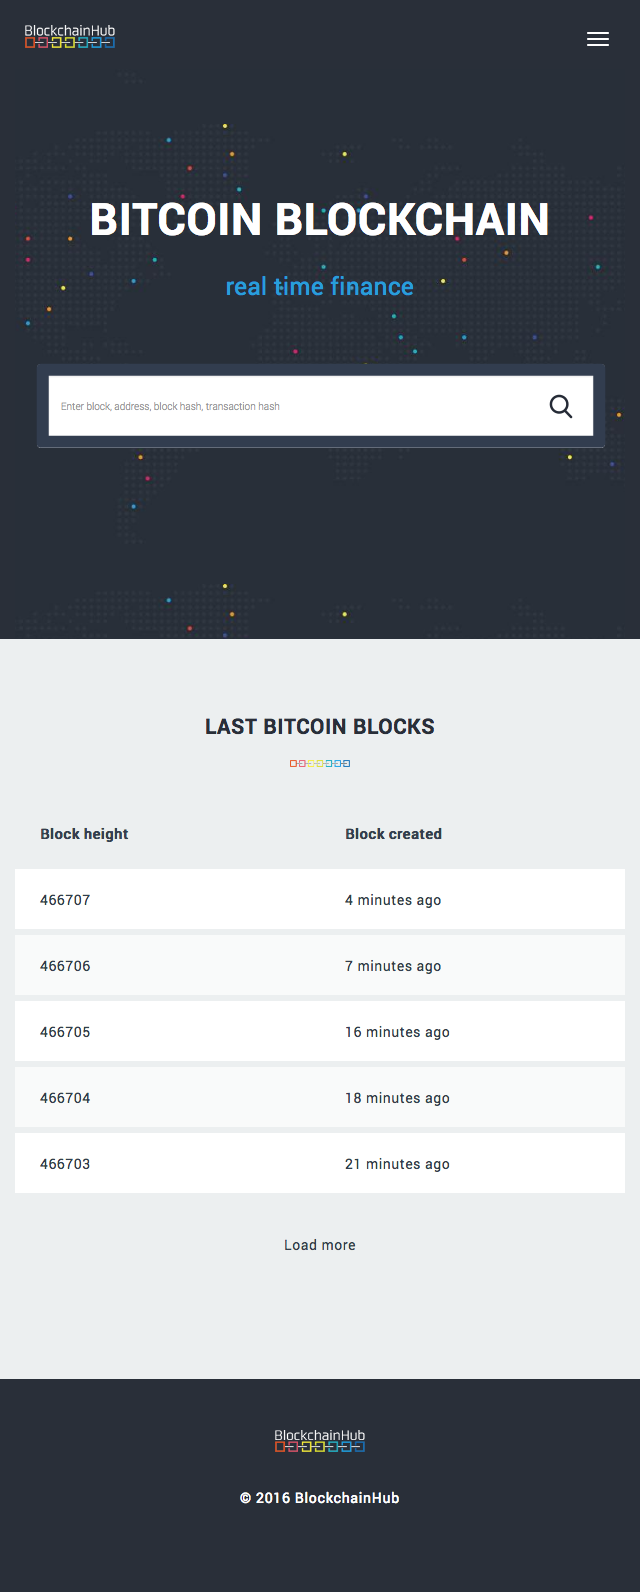 BlockchainHub
BITCOIN BLOCKCHAIN
real time finance
Enter block, address, block hash, transaction hash
LAST BITCOIN BLOCKS
Block height Block created
466707 4 minutes ago
466706 7 minutes ago
466705 16 minutes ago
466704 18 minutes ago
466703 21 minutes ago
Load more
BlockchainHub
© 2016 BlockchainHub